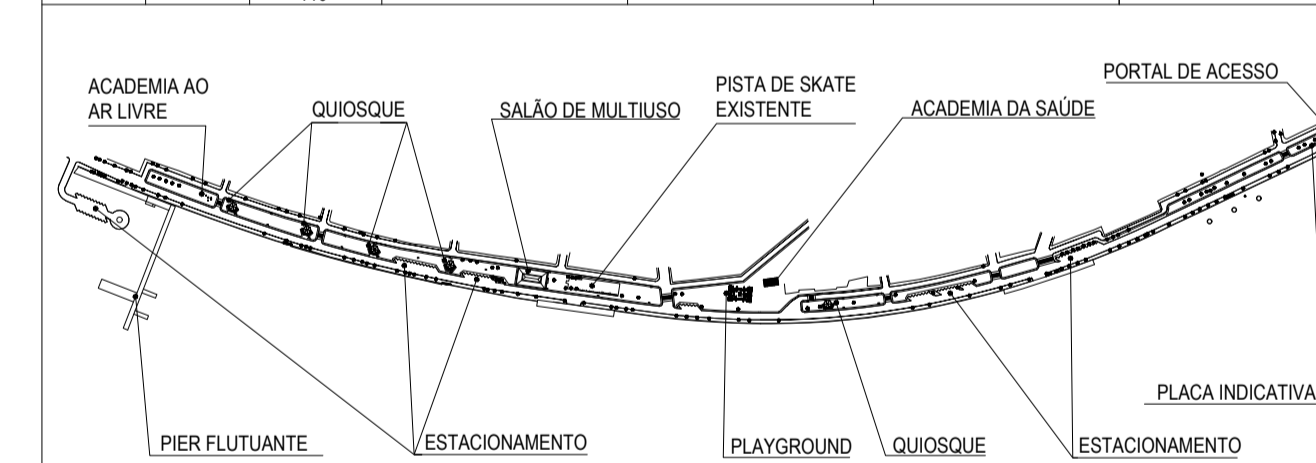 ACADEMIA AO
AR LIVRE
QUIOSQUE
SALÃO DE MULTIUSO
PISTA DE SKATE
EXISTENTE
ACADEMIA DA SAÚDE
PORTAL DE ACESSO
PLACA INDICATIVA
PIER FLUTUANTE
ESTACIONAMENTO
PLAYGROUND
QUIOSQUE
ESTACIONAMENTO